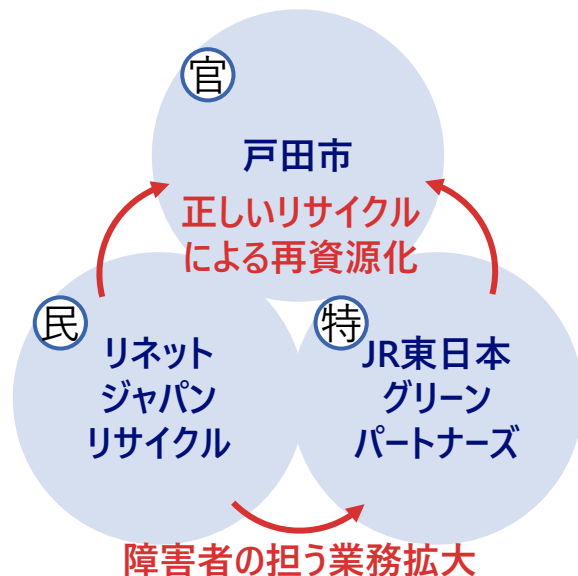 官
戸田市
正しいリサイクル
による再資源化
民
リネット
ジャパン
リサイクル
特
JR東日本
グリーン
パートナーズ
障害者の担う業務拡大